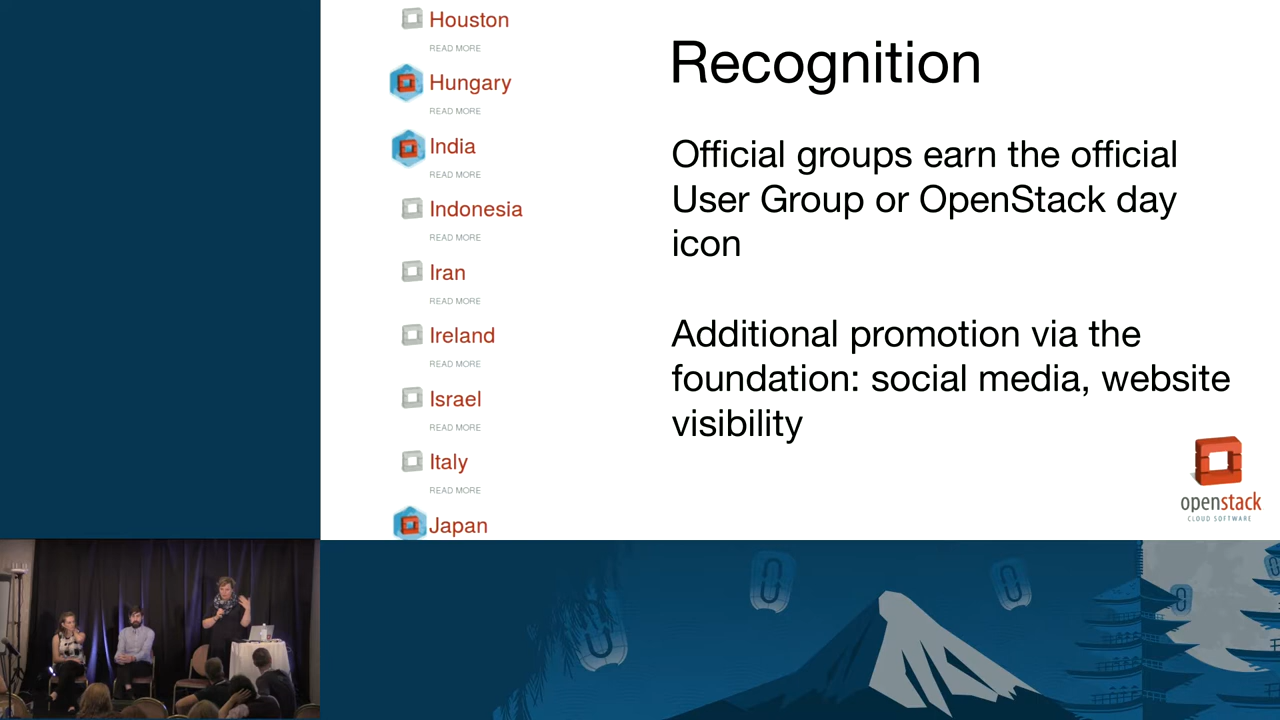 Houston
READ MORE
Hungary
READ MORE
India
READ MORE
Indonesia
READ MORE
Iran
READ MORE
Ireland
READ MORE
Israel
READ MORE
Italy
READ MORE
Japan
Recognition
Official groups earn the official
User Group or OpenStack day
icon
Additional promotion via the
foundation: social media, website
visibility
openstack
CLOUD SOFTWARE